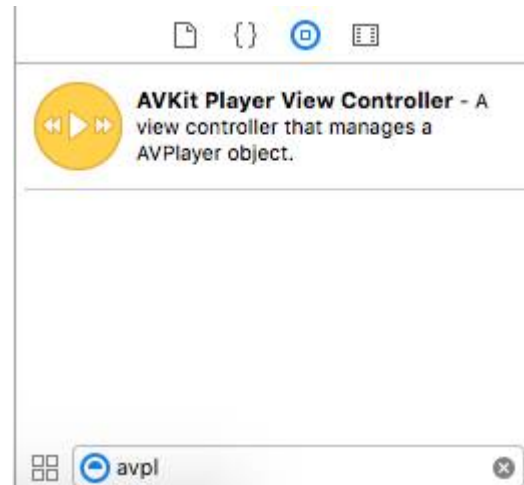 {}
AVKit Player View Controller - A
view controller that manages a
AVPlayer object.
avpl